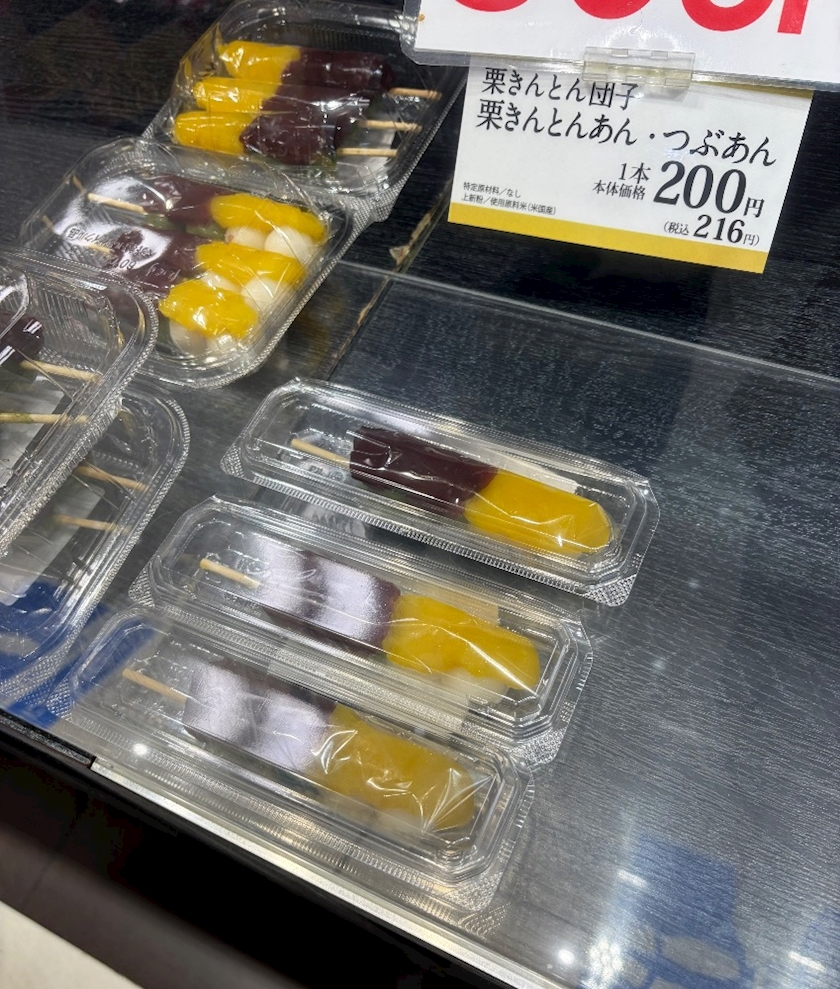 栗きんとん団子
栗きんとんあん・つぶあん
1本
本体価格 200円
(税込 216円)
特定原材料/なし
上新粉/使用原料米(米国産)